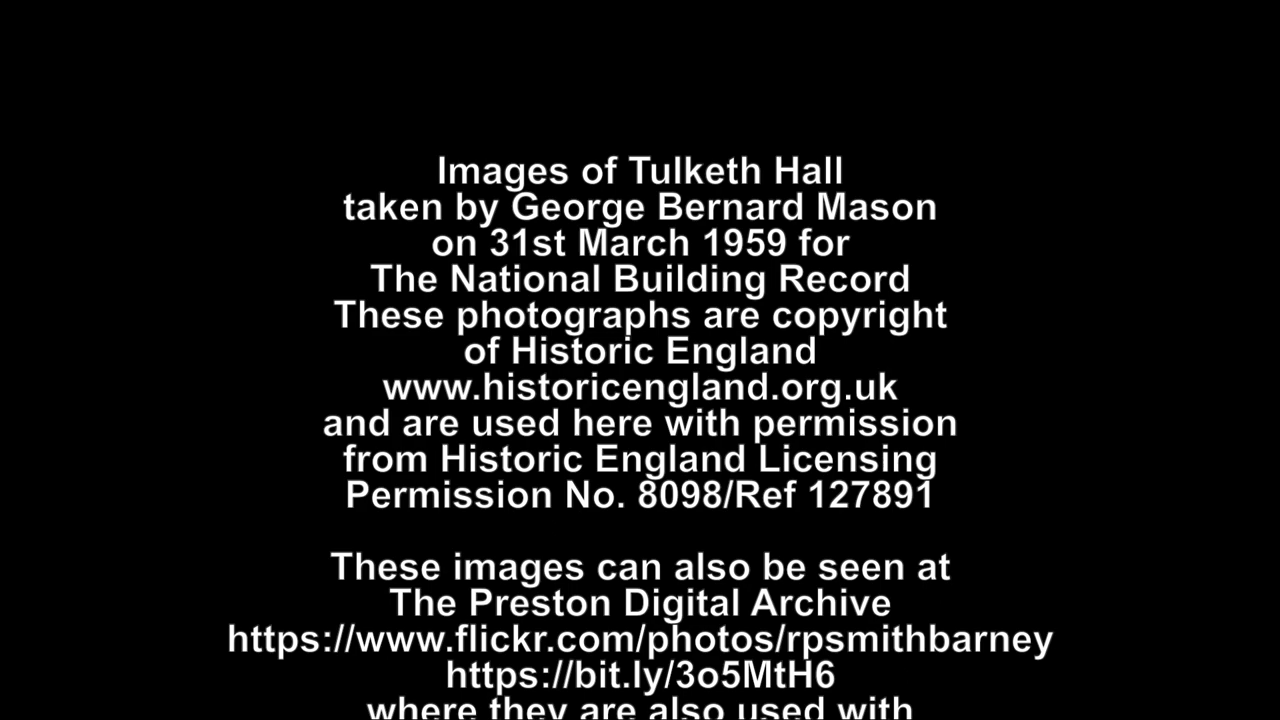 Images of Tulketh Hall
taken by George Bernard Mason
on 31st March 1959 for
The National Building Record
These photographs are copyright
of Historic England
www.historicengland.org.uk
and are used here with permission
from Historic England Licensing
Permission No. 8098/Ref 127891
These images can also be seen at
The Preston Digital Archive
https://www.flickr.com/photos/rpsmithbarney
https://bit.ly/3o5MtH6
where they are also used with